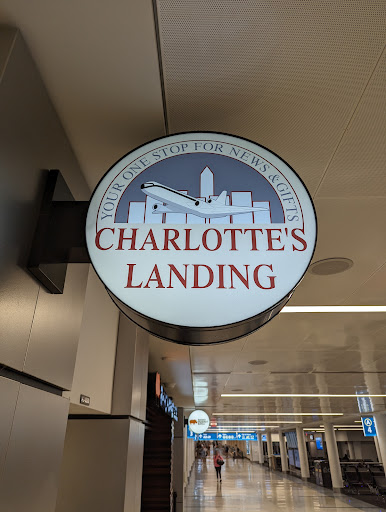 YOUR ONE STOP FOR NEWS & GIFTS
CHARLOTTE'S
LANDING
A
4